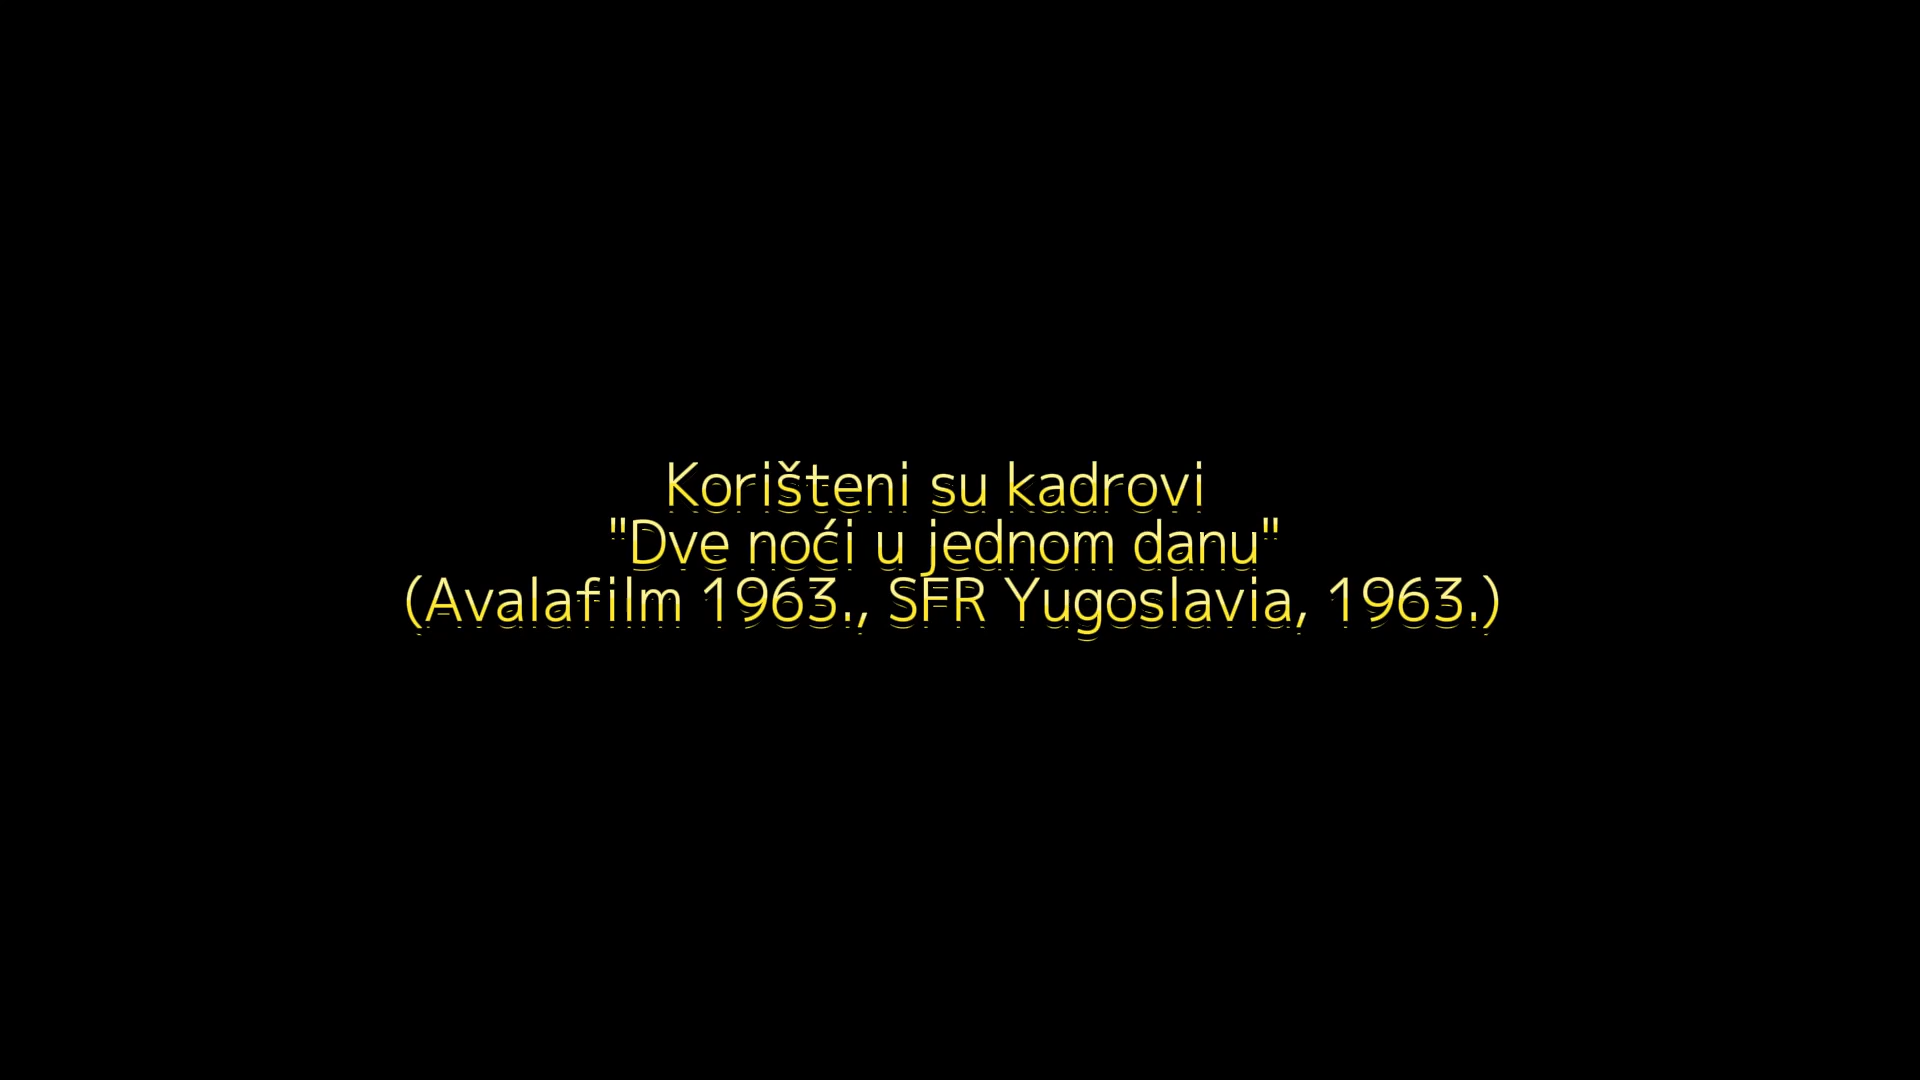 Korišteni su kadrovi
"Dve noći u jednom danu"
(Avalafilm 1963., SFR Yugoslavia, 1963.)